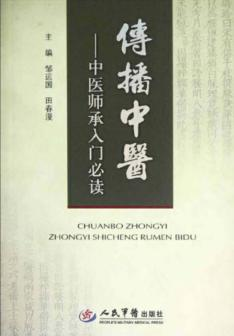 傳播中醫
——中医师承入门必读
主 编 邹运国 田春漫
CHUANBO ZHONGYI
ZHONGYI SHICHENG RUMEN BIDU
人民軍醫出版社
PEOPLE'S MILITARY MEDICAL PRESS